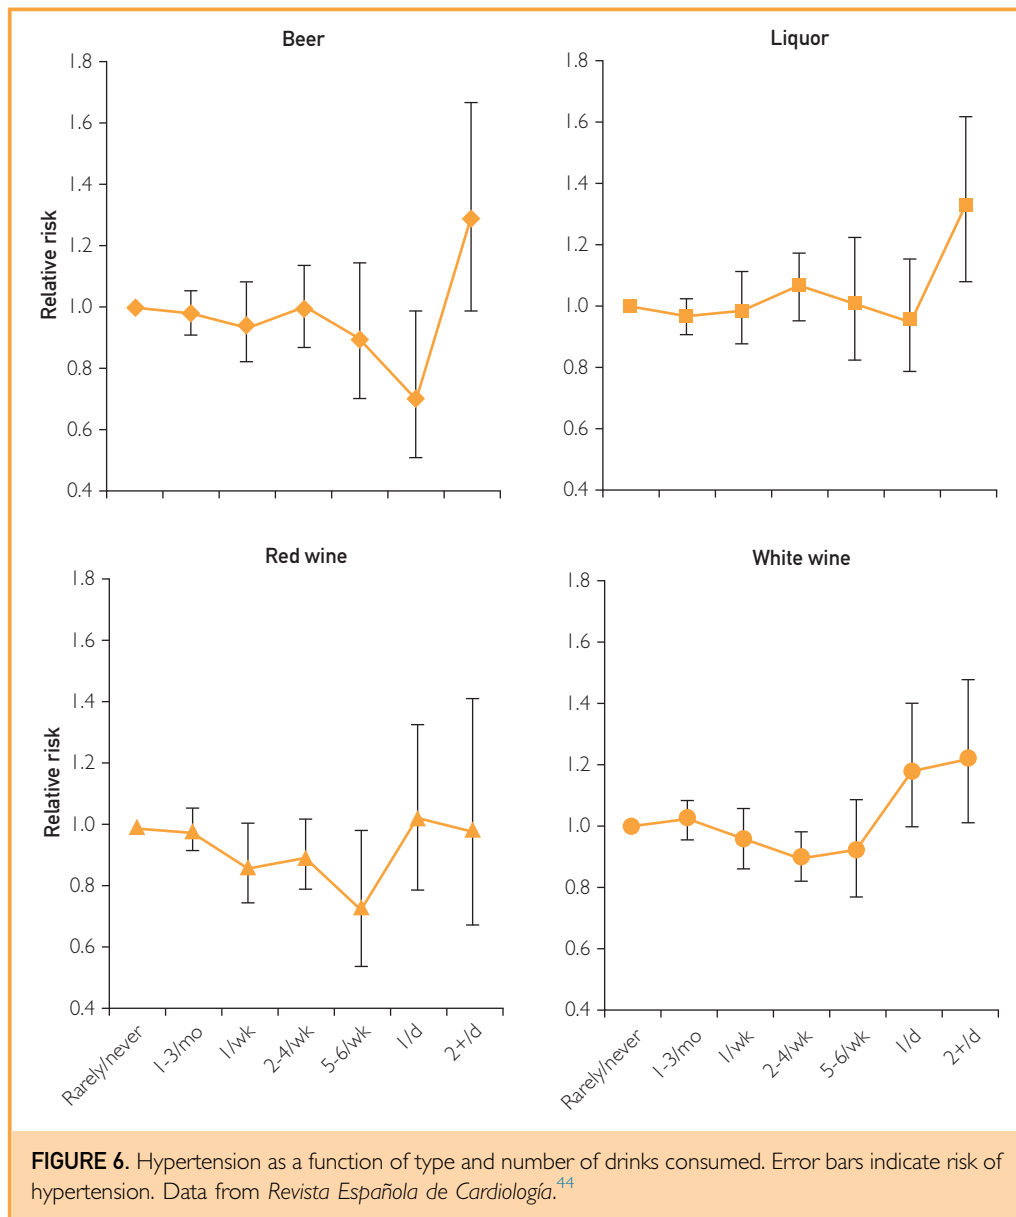 Beer
Relative risk
1.8
1.6
1.4
1.2
1.0
0.8
0.6
0.4
Liquor
1.8
1.6
1.4
1.2
1.0
0.8
0.6
0.4
Red wine
Relative risk
1.8
1.6
1.4
1.2
1.0
0.8
0.6
0.4
Rarely/never
1-3/mo
1/wk
2-4/wk
5-6/wk
1/d
2+/d
White wine
1.8
1.6
1.4
1.2
1.0
0.8
0.6
0.4
Rarely/never
1-3/mo
1/wk
2-4/wk
5-6/wk
1/d
2+/d
FIGURE 6. Hypertension as a function of type and number of drinks consumed. Error bars indicate risk of
hypertension. Data from Revista Española de Cardiología.44